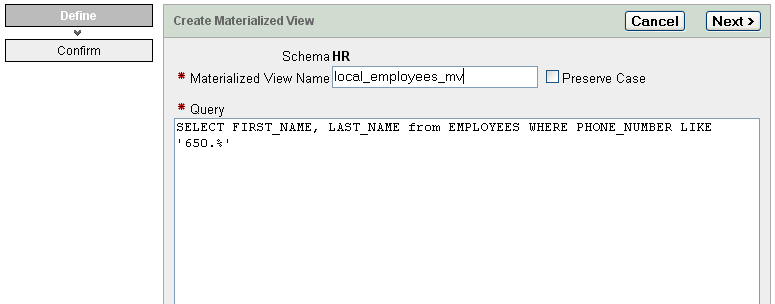 Define
Confirm
Create Materialized View
Cancel
Next >
Schema HR
* Materialized View Name local_employees_mv Preserve Case
* Query
SELECT FIRST_NAME, LAST_NAME from EMPLOYEES WHERE PHONE_NUMBER LIKE
'650.%'